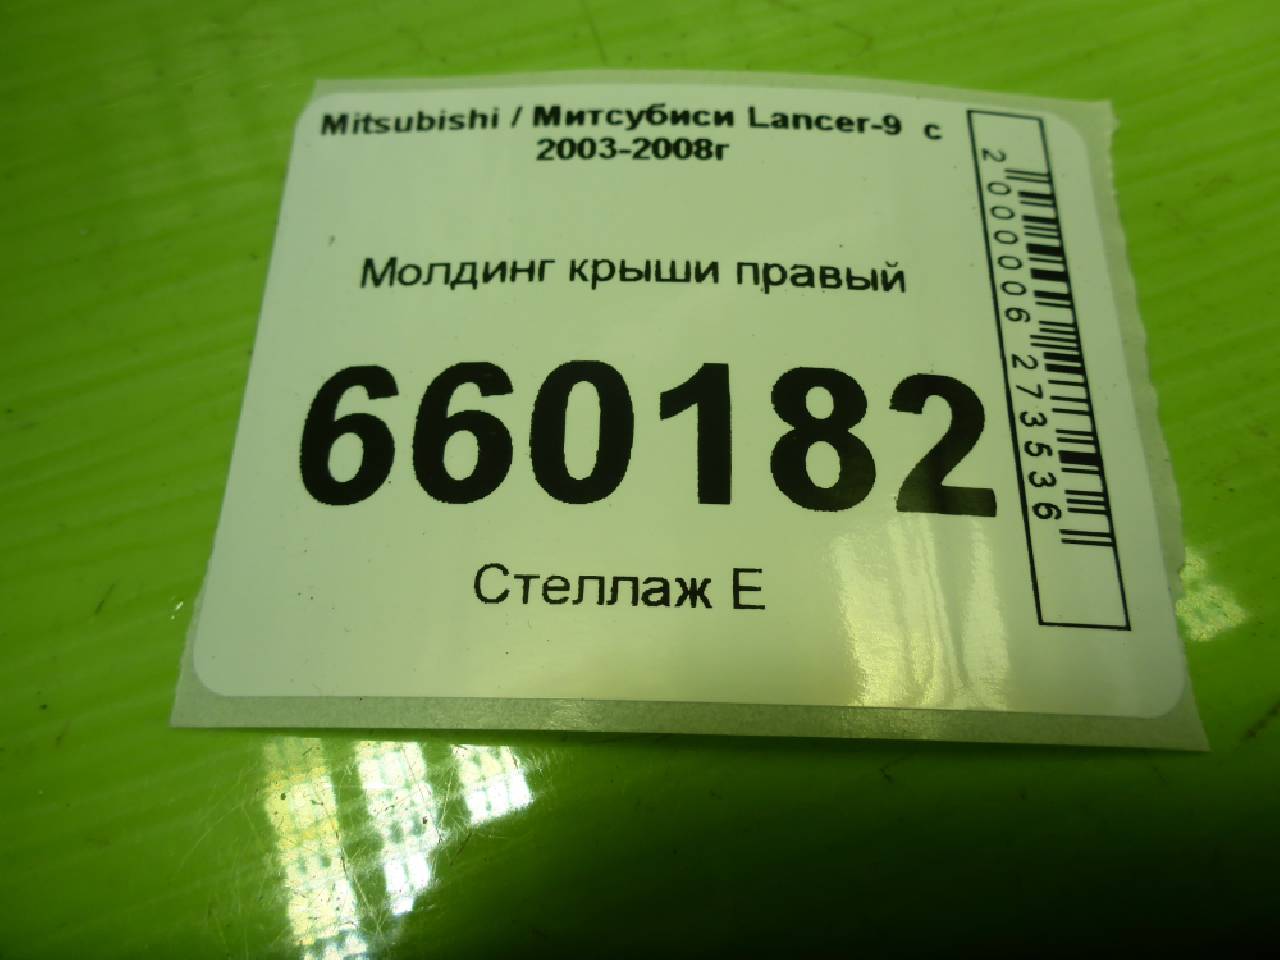 Mitsubishi / Митсубиси Lancer-9 с
2003-2008г
Молдинг крыши правый
660182
Стеллаж Е
2000006273536